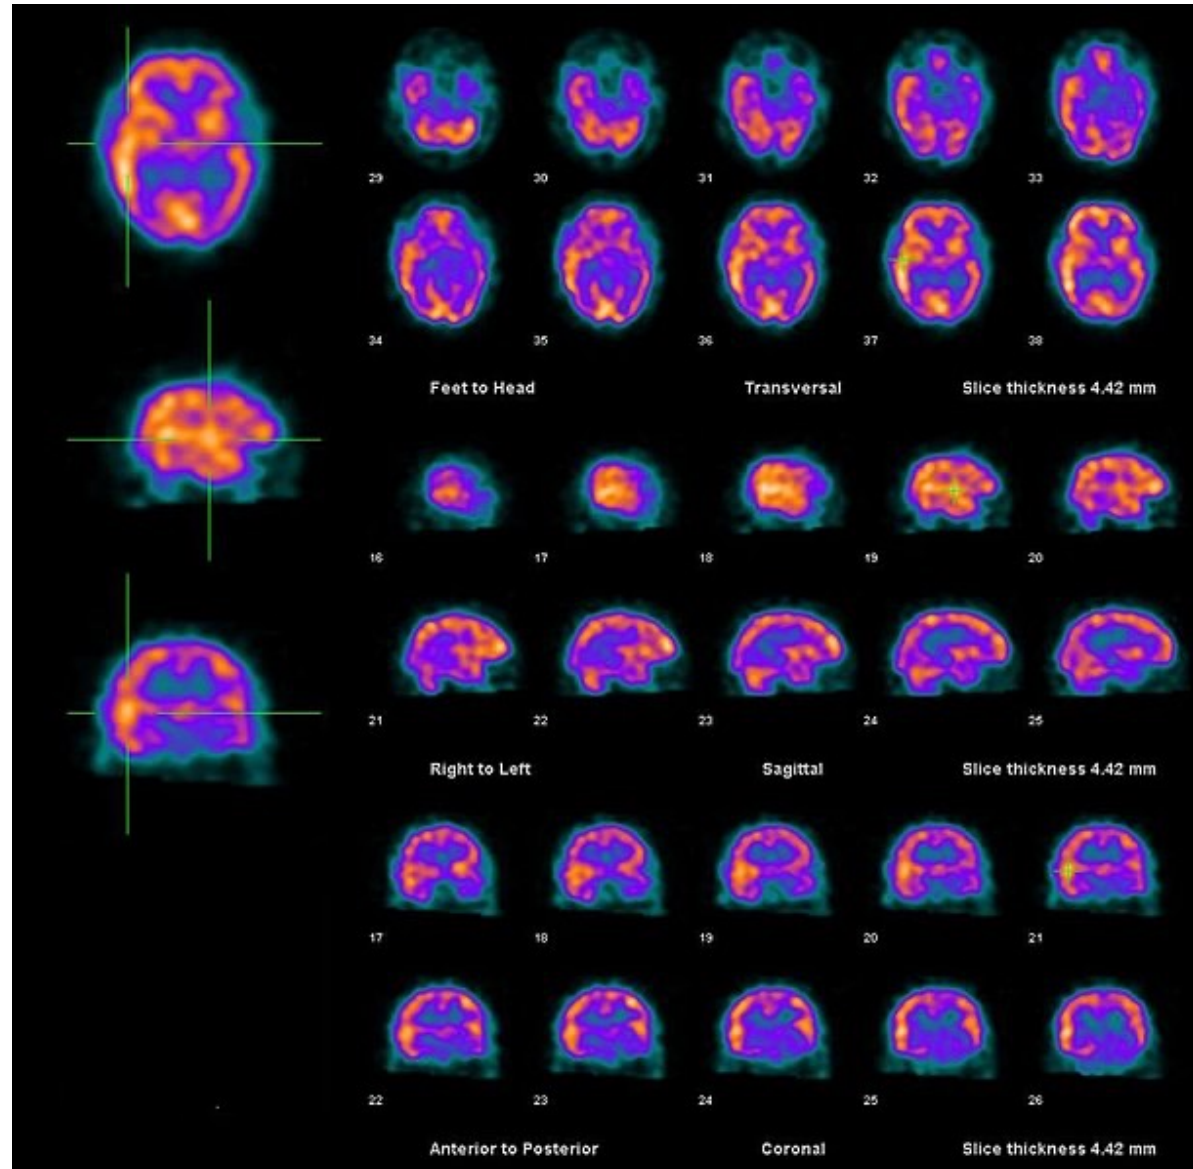 29 30 31 32 33
34 35 36 37 38
Feet to Head Transversal Slice thickness 4.42 mm
16 17 18 19 20
21 22 23 24 25
Right to Left Sagittal Slice thickness 4.42 mm
17 18 19 20 21
22 23 24 25 26
Anterior to Posterior Coronal Slice thickness 4.42 mm